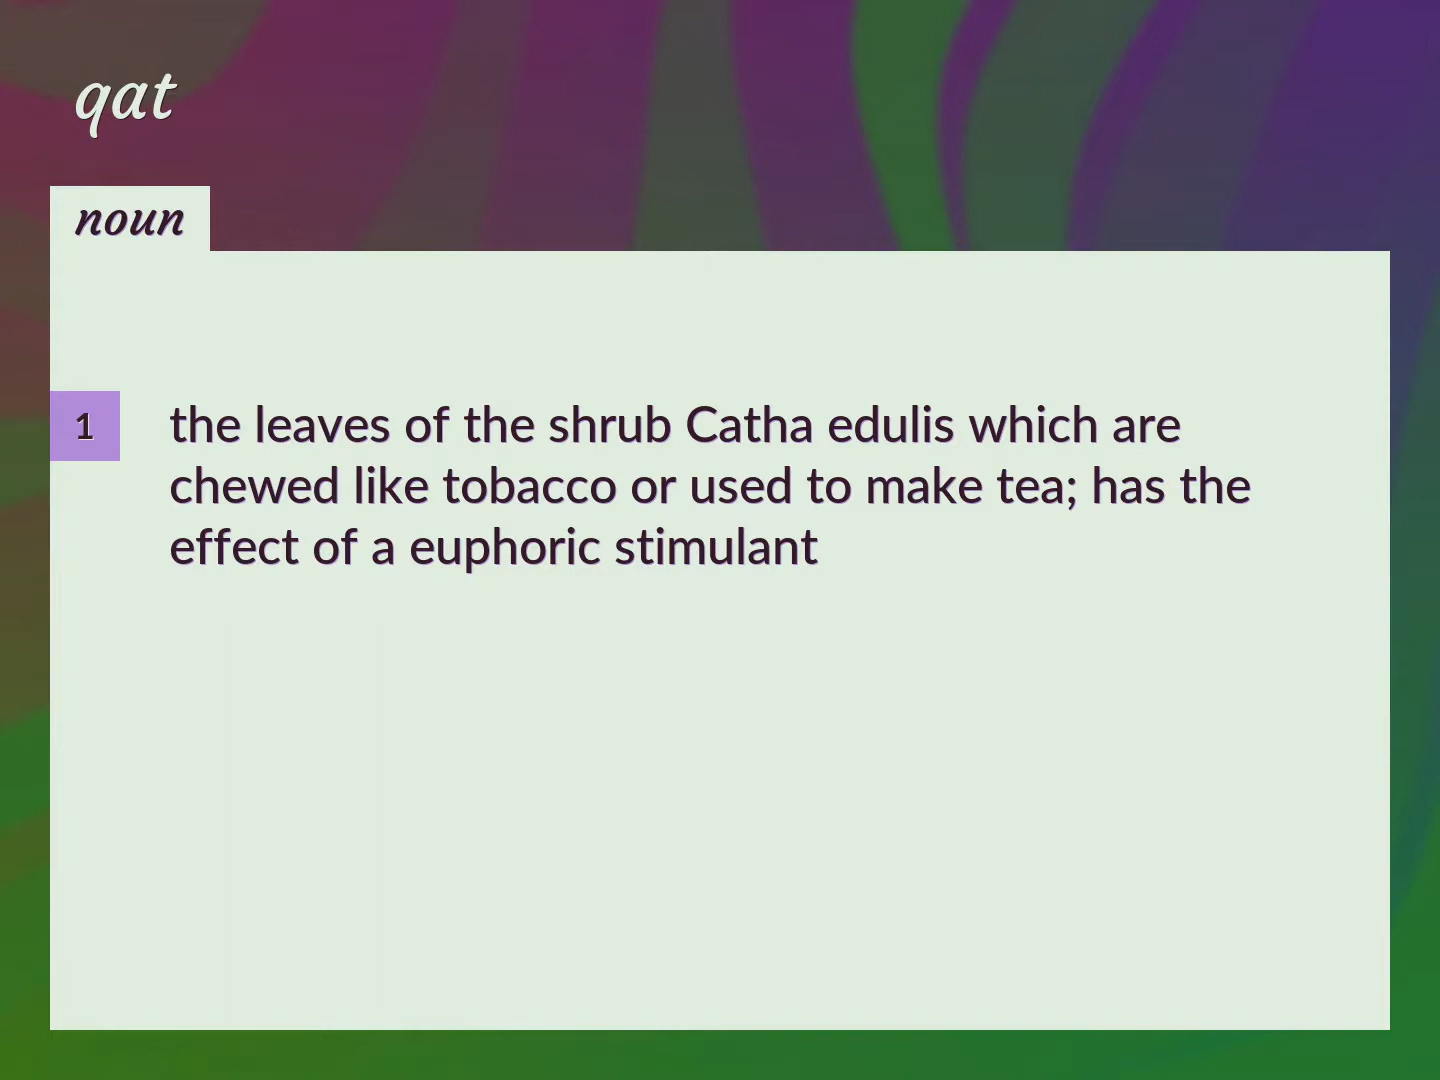 qat
noun
1
the leaves of the shrub Catha edulis which are
chewed like tobacco or used to make tea; has the
effect of a euphoric stimulant